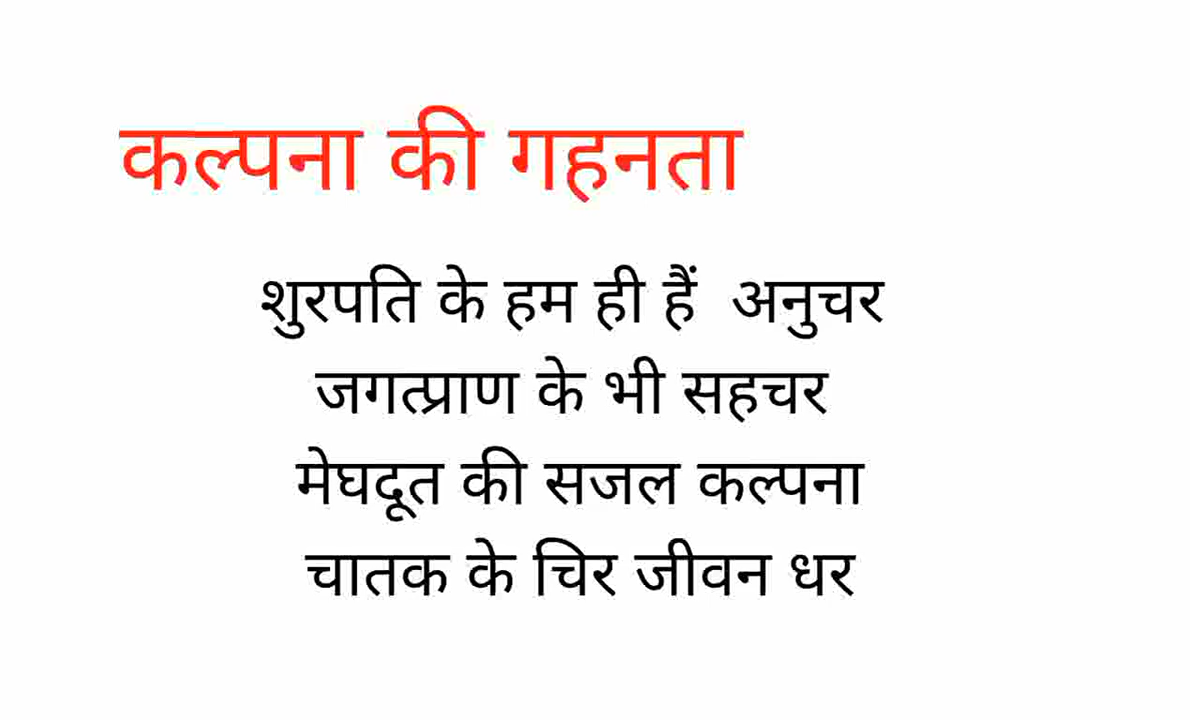 कल्पना की गहनता
शुरपति के हम ही हैं  अनुचर
जगत्प्राण के भी सहचर
मेघदूत की सजल कल्पना
चातक के चिर जीवन धर